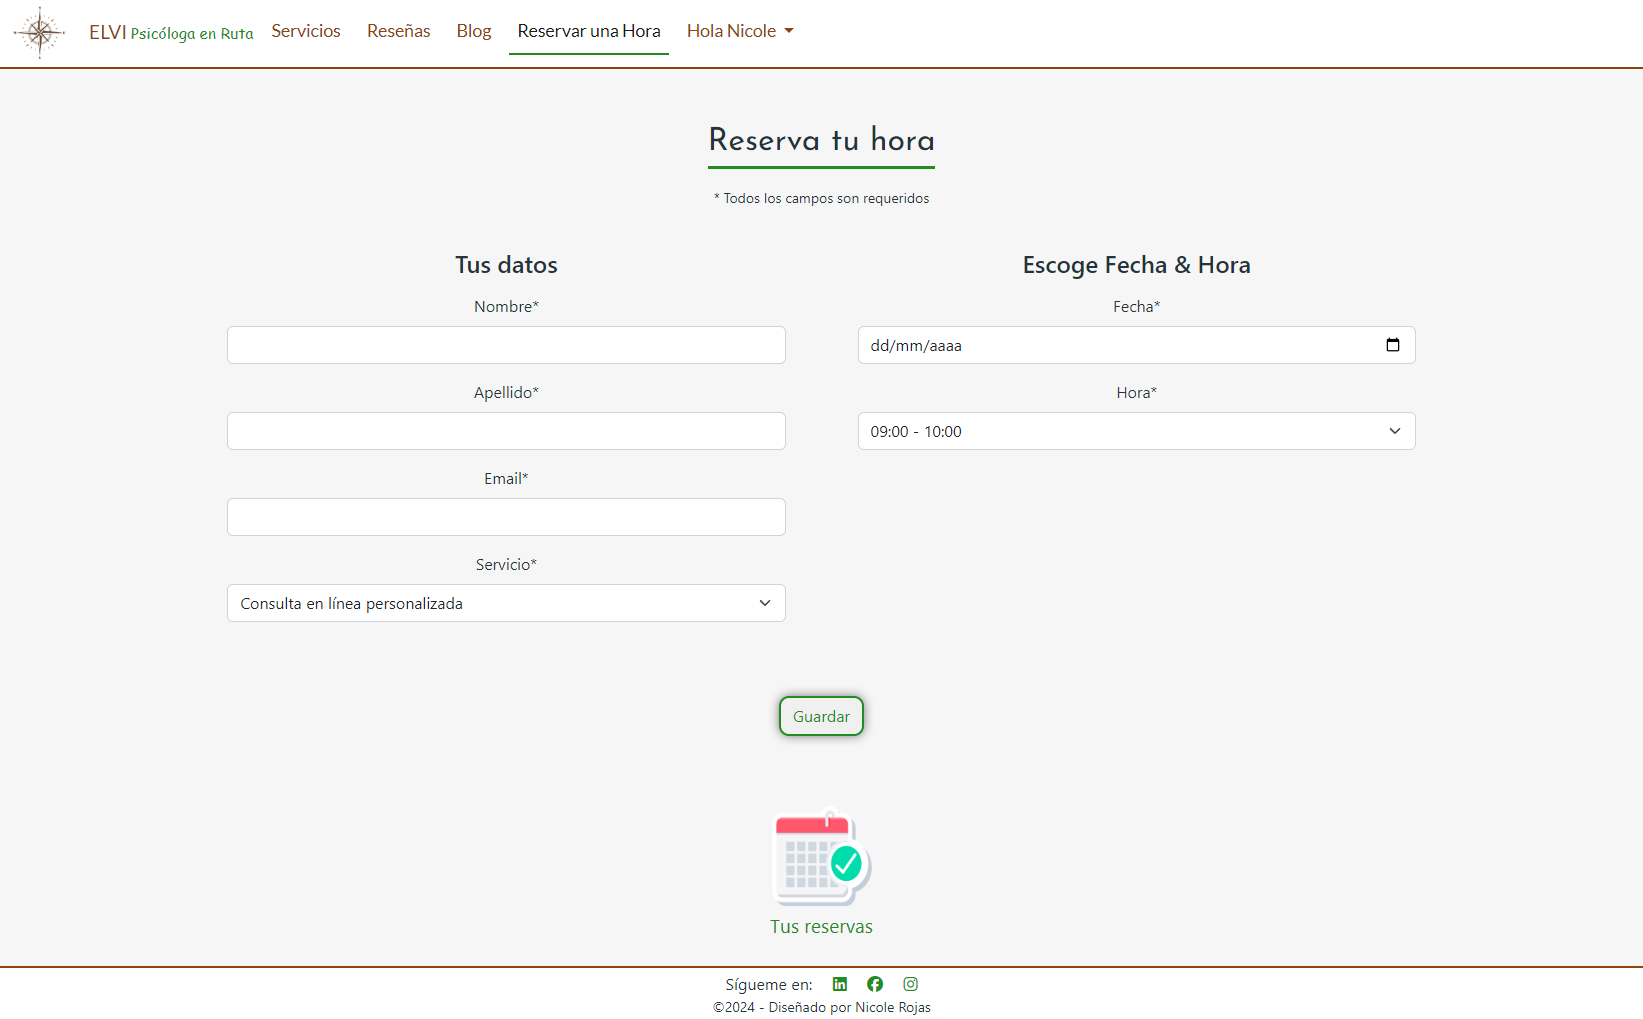 ELVI Psicóloga en Ruta Servicios Reseñas Blog Reservar una Hora Hola Nicole
Reserva tu hora
* Todos los campos son requeridos
Tus datos
Nombre*
Apellido*
Email*
Servicio*
Consulta en línea personalizada
Escoge Fecha & Hora
Fecha*
dd/mm/aaaa
Hora*
09:00 - 10:00
Guardar
Tus reservas
Sígueme en:
©2024 - Diseñado por Nicole Rojas